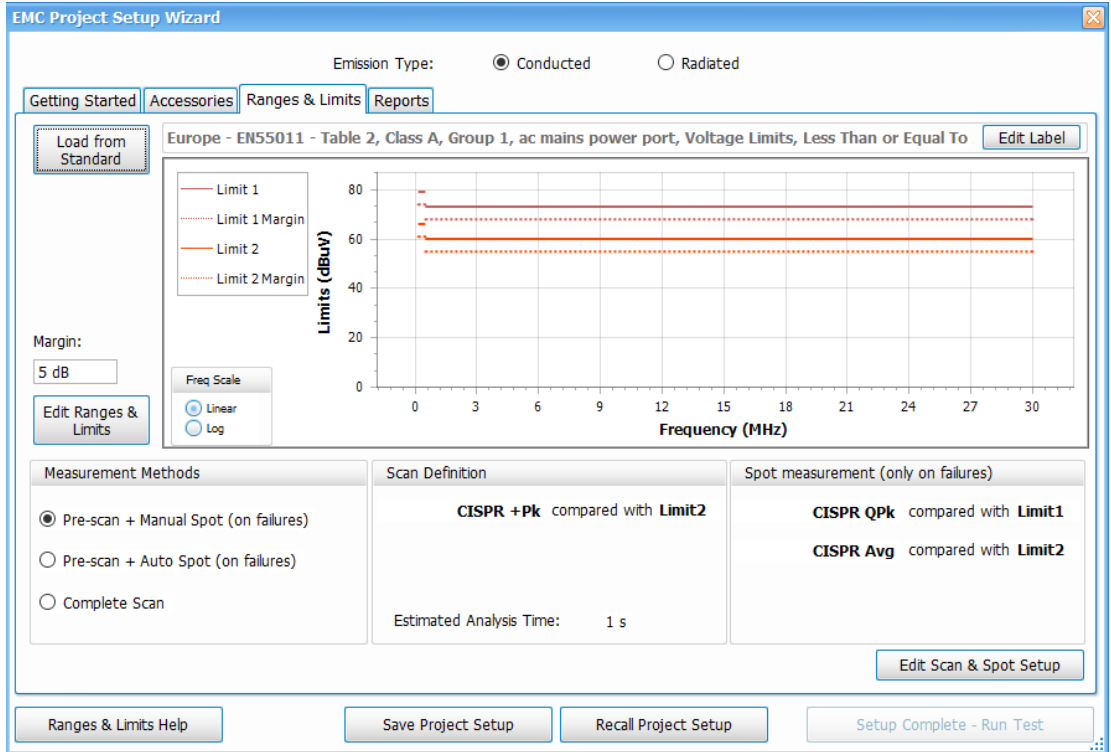 EMC Project Setup Wizard
Emission Type:
Conducted
Radiated
Getting Started
Accessories
Ranges & Limits
Reports
Load from
Standard
Europe - EN55011 - Table 2, Class A, Group 1, ac mains power port, Voltage Limits, Less Than or Equal To
Edit Label
Limit 1
Limit 1 Margin
Limit 2
Limit 2 Margin
Limits (dBuV)
80
60
40
20
0
0 3 6 9 12 15 18 21 24 27 30
Frequency (MHz)
Freq Scale
Linear
Log
Margin:
5 dB
Edit Ranges &
Limits
Measurement Methods
Pre-scan + Manual Spot (on failures)
Pre-scan + Auto Spot (on failures)
Complete Scan
Scan Definition
CISPR +Pk compared with Limit2
Estimated Analysis Time: 1 s
Spot measurement (only on failures)
CISPR QPk compared with Limit1
CISPR Avg compared with Limit2
Edit Scan & Spot Setup
Ranges & Limits Help
Save Project Setup
Recall Project Setup
Setup Complete - Run Test